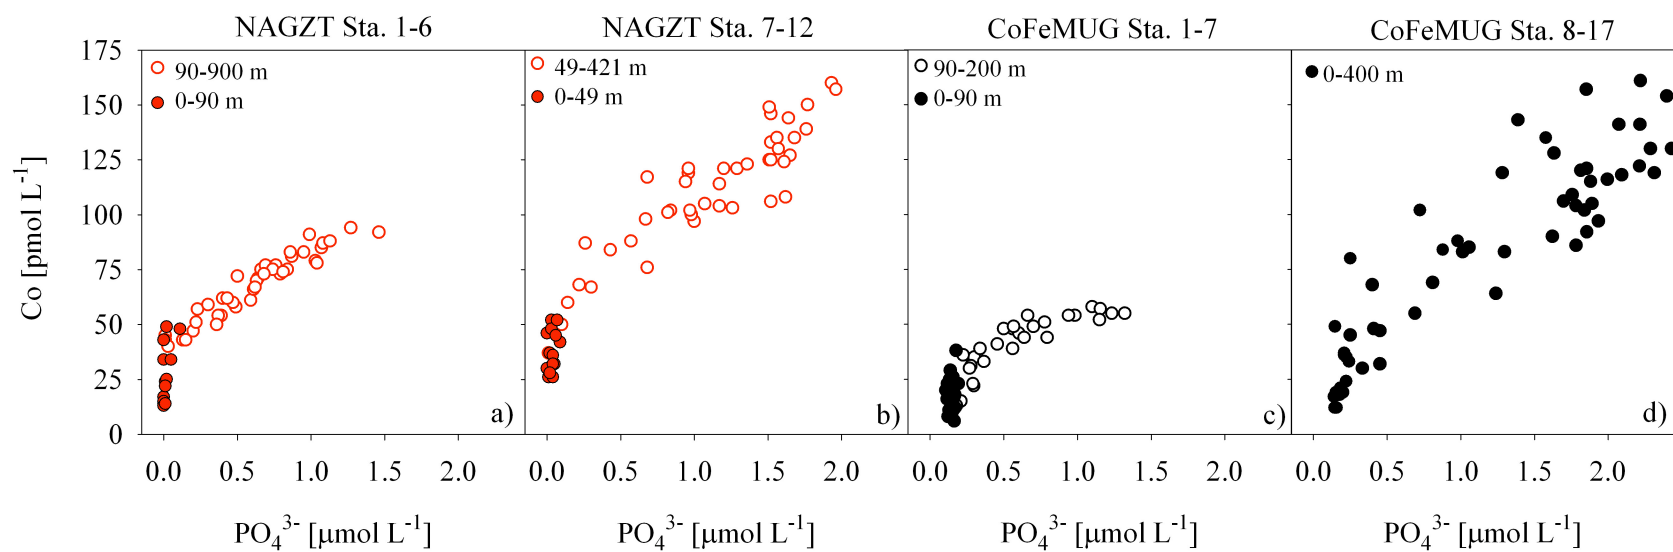 NAGZT Sta. 1-6
NAGZT Sta. 7-12
CoFeMUG Sta. 1-7
CoFeMUG Sta. 8-17
Co [pmol L⁻¹]
175
150
125
100
75
50
25
0
90-900 m
0-90 m
a)
49-421 m
0-49 m
b)
90-200 m
0-90 m
c)
0-400 m
d)
0.0 0.5 1.0 1.5 2.0
0.0 0.5 1.0 1.5 2.0
0.0 0.5 1.0 1.5 2.0
0.0 0.5 1.0 1.5 2.0
PO₄³⁻ [μmol L⁻¹]
PO₄³⁻ [μmol L⁻¹]
PO₄³⁻ [μmol L⁻¹]
PO₄³⁻ [μmol L⁻¹]